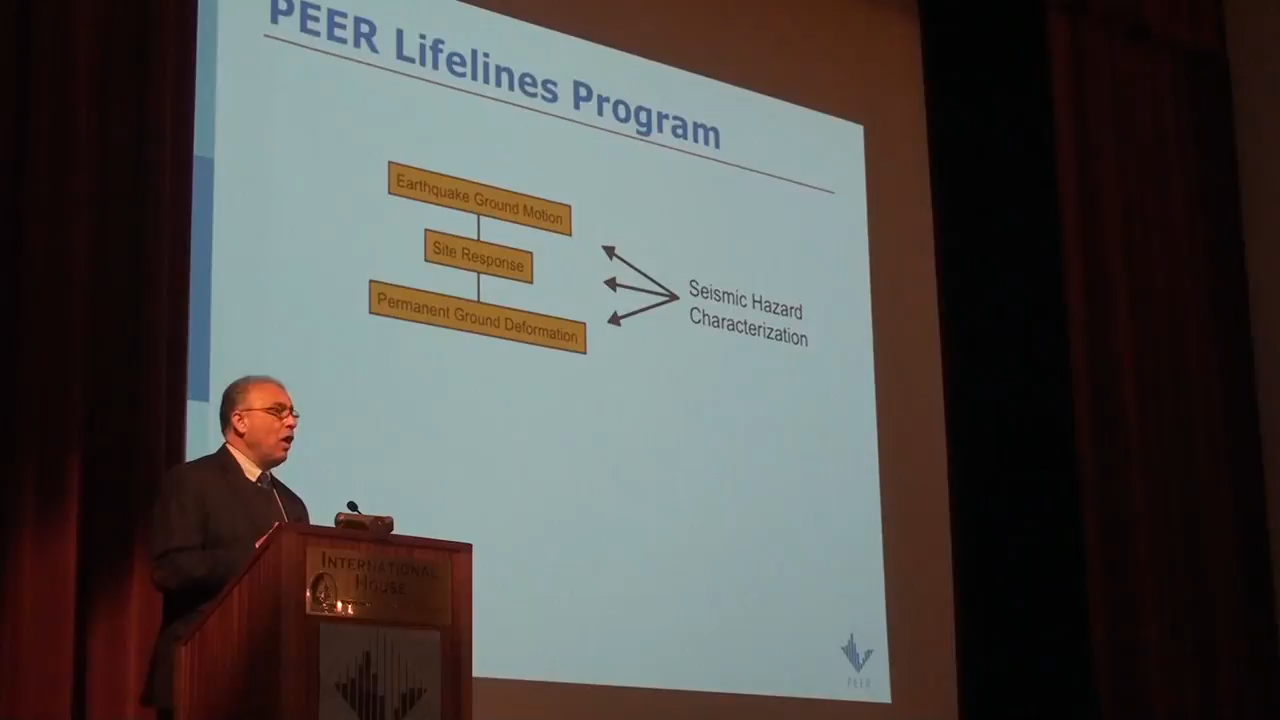 PEER Lifelines Program
Earthquake Ground Motion
Site Response
Permanent Ground Deformation
Seismic Hazard
Characterization
INTERNATIONAL
HOUSE
PEER